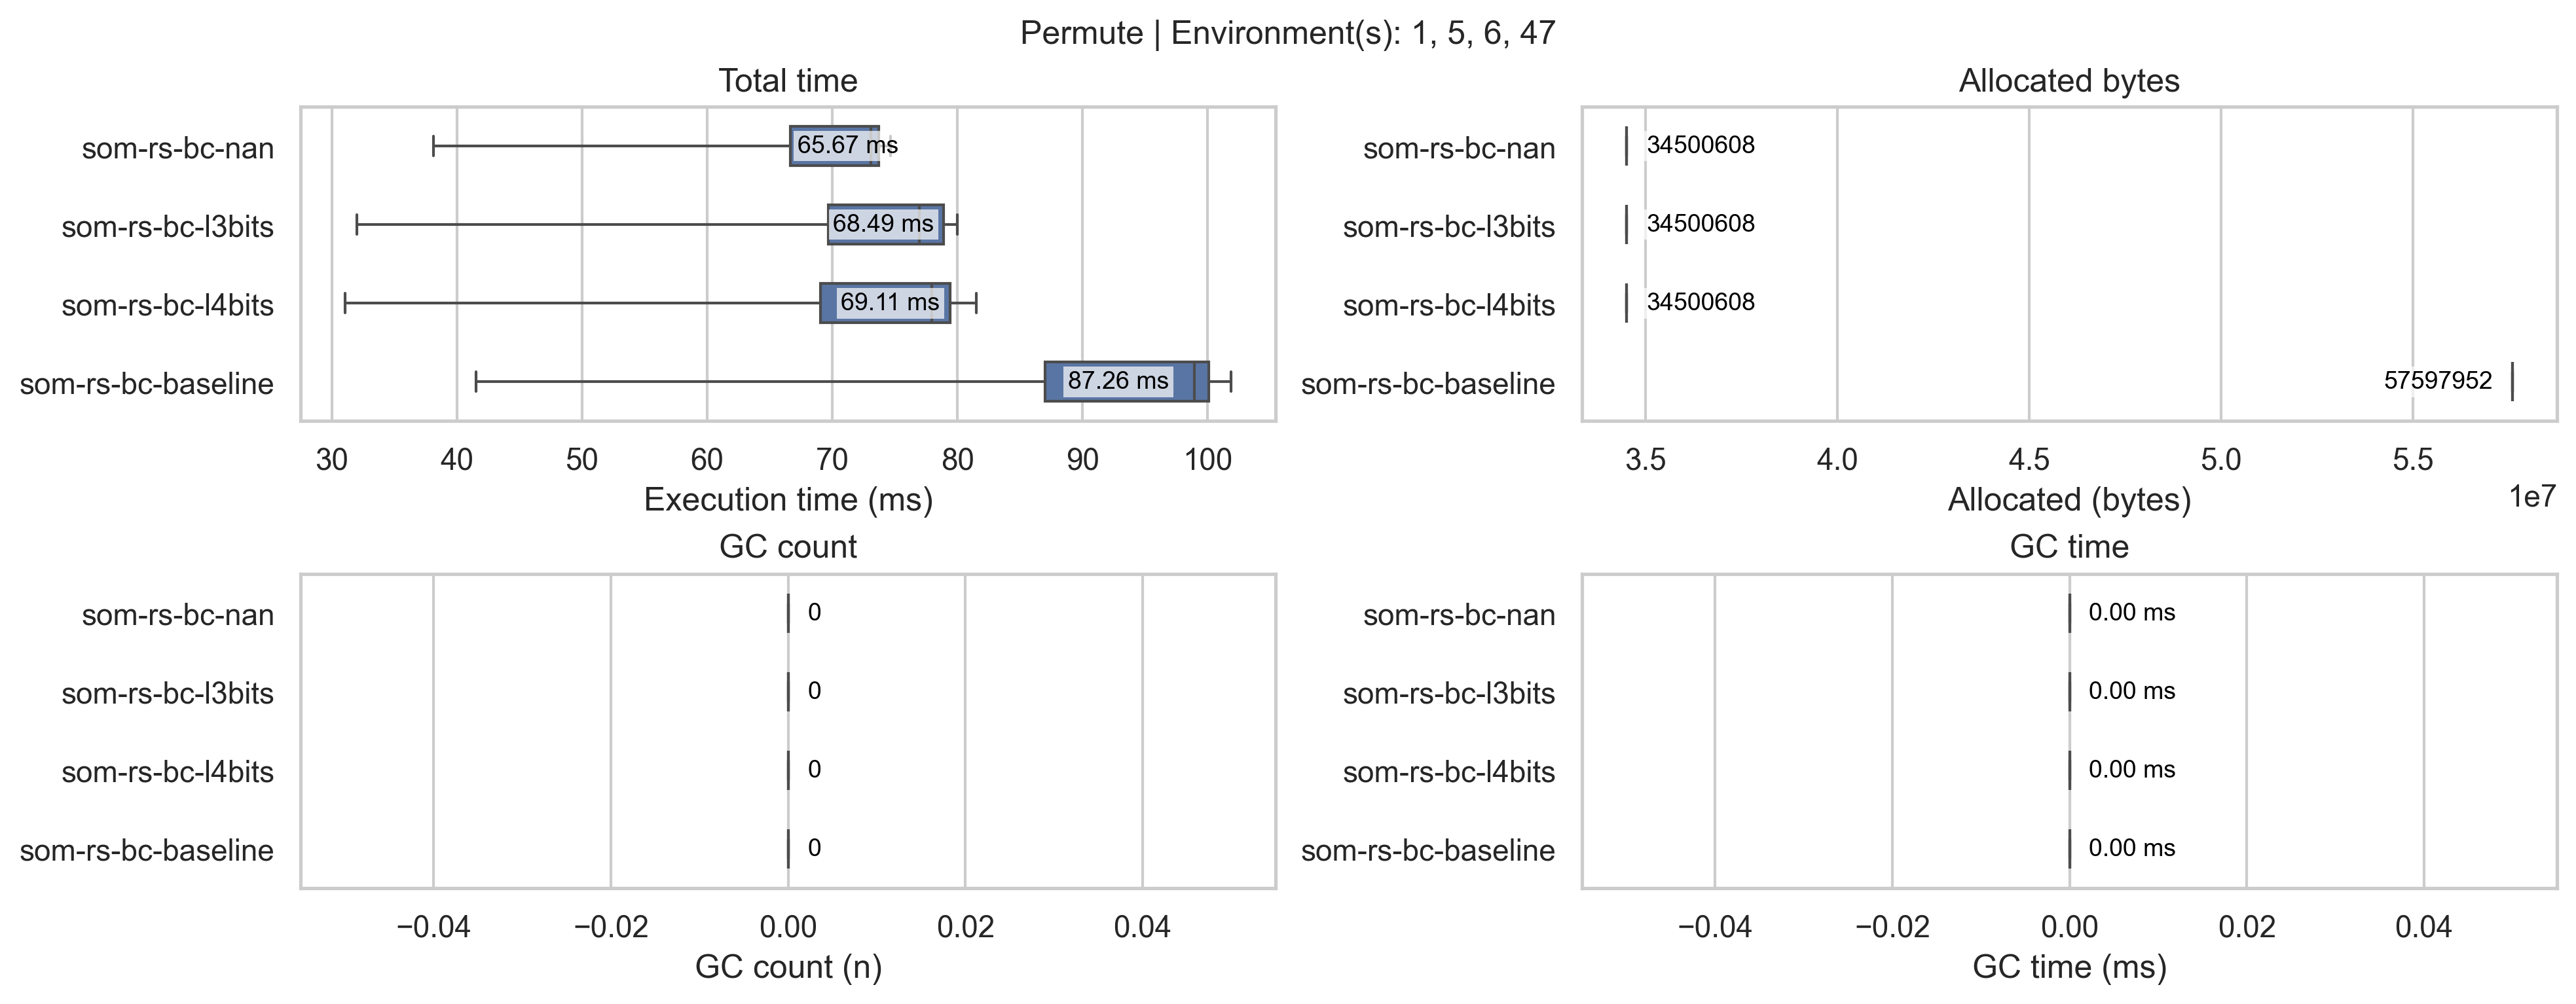 Permute | Environment(s): 1, 5, 6, 47
Total time
som-rs-bc-nan
65.67 ms
som-rs-bc-l3bits
68.49 ms
som-rs-bc-l4bits
69.11 ms
som-rs-bc-baseline
87.26 ms
30 40 50 60 70 80 90 100
Execution time (ms)
Allocated bytes
som-rs-bc-nan
34500608
som-rs-bc-l3bits
34500608
som-rs-bc-l4bits
34500608
som-rs-bc-baseline
57597952
3.5 4.0 4.5 5.0 5.5
1e7
Allocated (bytes)
GC count
som-rs-bc-nan
0
som-rs-bc-l3bits
0
som-rs-bc-l4bits
0
som-rs-bc-baseline
0
−0.04 −0.02 0.00 0.02 0.04
GC count (n)
GC time
som-rs-bc-nan
0.00 ms
som-rs-bc-l3bits
0.00 ms
som-rs-bc-l4bits
0.00 ms
som-rs-bc-baseline
0.00 ms
−0.04 −0.02 0.00 0.02 0.04
GC time (ms)